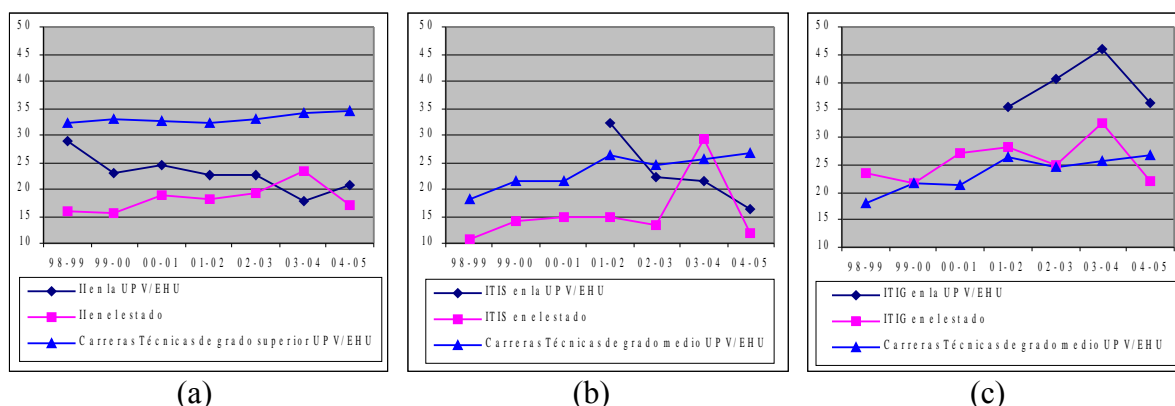 50
45
40
35
30
25
20
15
10
98-99 99-00 00-01 01-02 02-03 03-04 04-05
II en la UPV/EHU
II en el estado
Carreras Técnicas de grado superior UPV/EHU
(a)
50
45
40
35
30
25
20
15
10
98-99 99-00 00-01 01-02 02-03 03-04 04-05
ITIS en la UPV/EHU
ITIS en el estado
Carreras Técnicas de grado medio UPV/EHU
(b)
50
45
40
35
30
25
20
15
10
98-99 99-00 00-01 01-02 02-03 03-04 04-05
ITIG en la UPV/EHU
ITIG en el estado
Carreras Técnicas de grado medio UPV/EHU
(c)